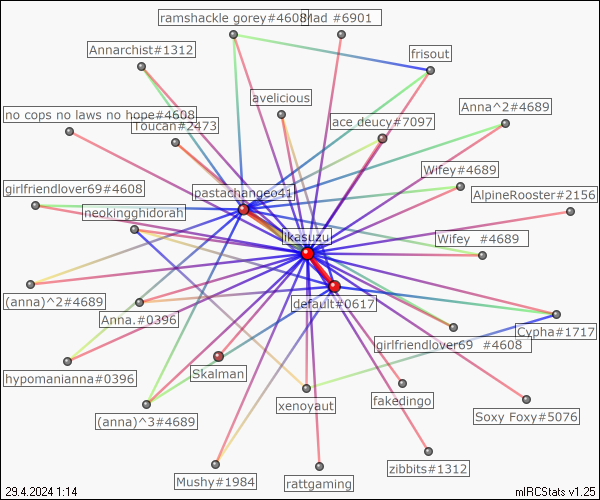 ramshackle gorey#4608
Mad #6901
Annarchist#1312
frisout
avelicious
Anna^2#4689
no cops no laws no hope#4608
Toucan#2473
ace deucy#7097
Wifey#4689
girlfriendlover69#4608
pastachangeo41
AlpineRooster#2156
neokingghidorah
ikasuzu
Wifey #4689
(anna)^2#4689
Anna.#0396
default#0617
Cypha#1717
girlfriendlover69 #4608
hypomanianna#0396
Skalman
xenoyaut
fakedingo
Soxy Foxy#5076
(anna)^3#4689
Mushy#1984
rattgaming
zibbits#1312
29.4.2024 1:14
mIRCStats v1.25